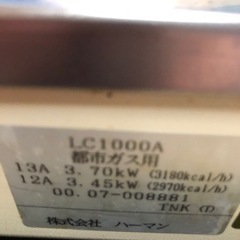 LC1000A
都市ガス用
13A 3.70kW (3180kcal/h)
12A 3.45kW (2970kcal/h)
00.07-008881
TNK (T)
株式会社 ハーマン